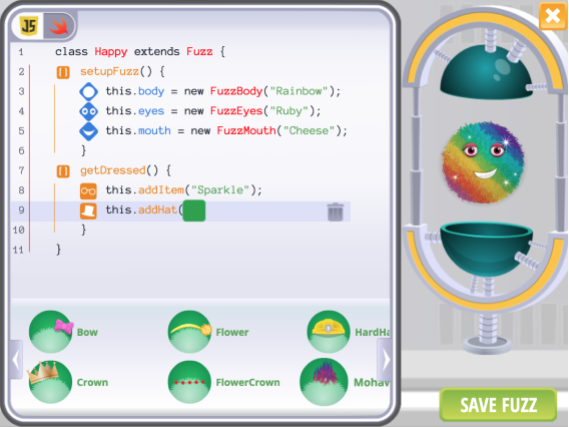 JS
1 class Happy extends Fuzz {
2 setupFuzz() {
3 this.body = new FuzzBody("Rainbow");
4 this.eyes = new FuzzEyes("Ruby");
5 this.mouth = new FuzzMouth("Cheese");
6 }
7 getDressed() {
8 this.addItem("Sparkle");
9 this.addHat(
10 }
11 }
Bow Flower HardHa
Crown FlowerCrown Mohav
SAVE FUZZ